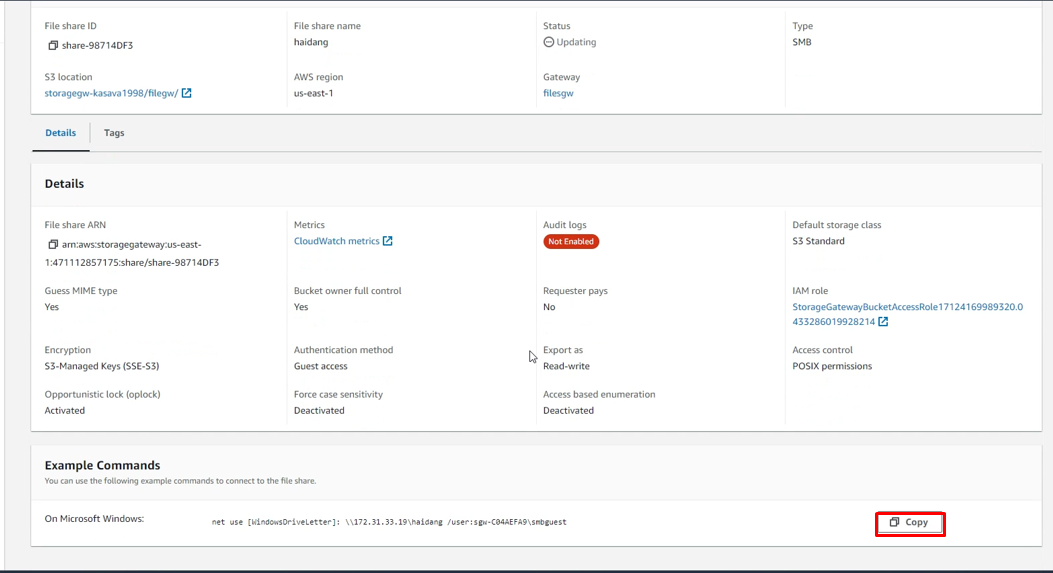 File share ID
share-98714DF3
File share name
haidang
Status
Updating
Type
SMB
S3 location
storagegw-kasava1998/filegw/
AWS region
us-east-1
Gateway
filesgw
Details
Tags
Details
File share ARN
arn:aws:storagegateway:us-east-
1:471112857175:share/share-98714DF3
Metrics
CloudWatch metrics
Audit logs
Not Enabled
Default storage class
S3 Standard
Guess MIME type
Yes
Bucket owner full control
Yes
Requester pays
No
IAM role
StorageGatewayBucketAccessRole17124169989320.0
433286019928214
Encryption
S3-Managed Keys (SSE-S3)
Authentication method
Guest access
Export as
Read-write
Access control
POSIX permissions
Opportunistic lock (oplock)
Activated
Force case sensitivity
Deactivated
Access based enumeration
Deactivated
Example Commands
You can use the following example commands to connect to the file share.
On Microsoft Windows:
net use [WindowsDriveLetter]: \\172.31.33.19\haidang /user:sgw-C04AEFA9\smbguest
Copy